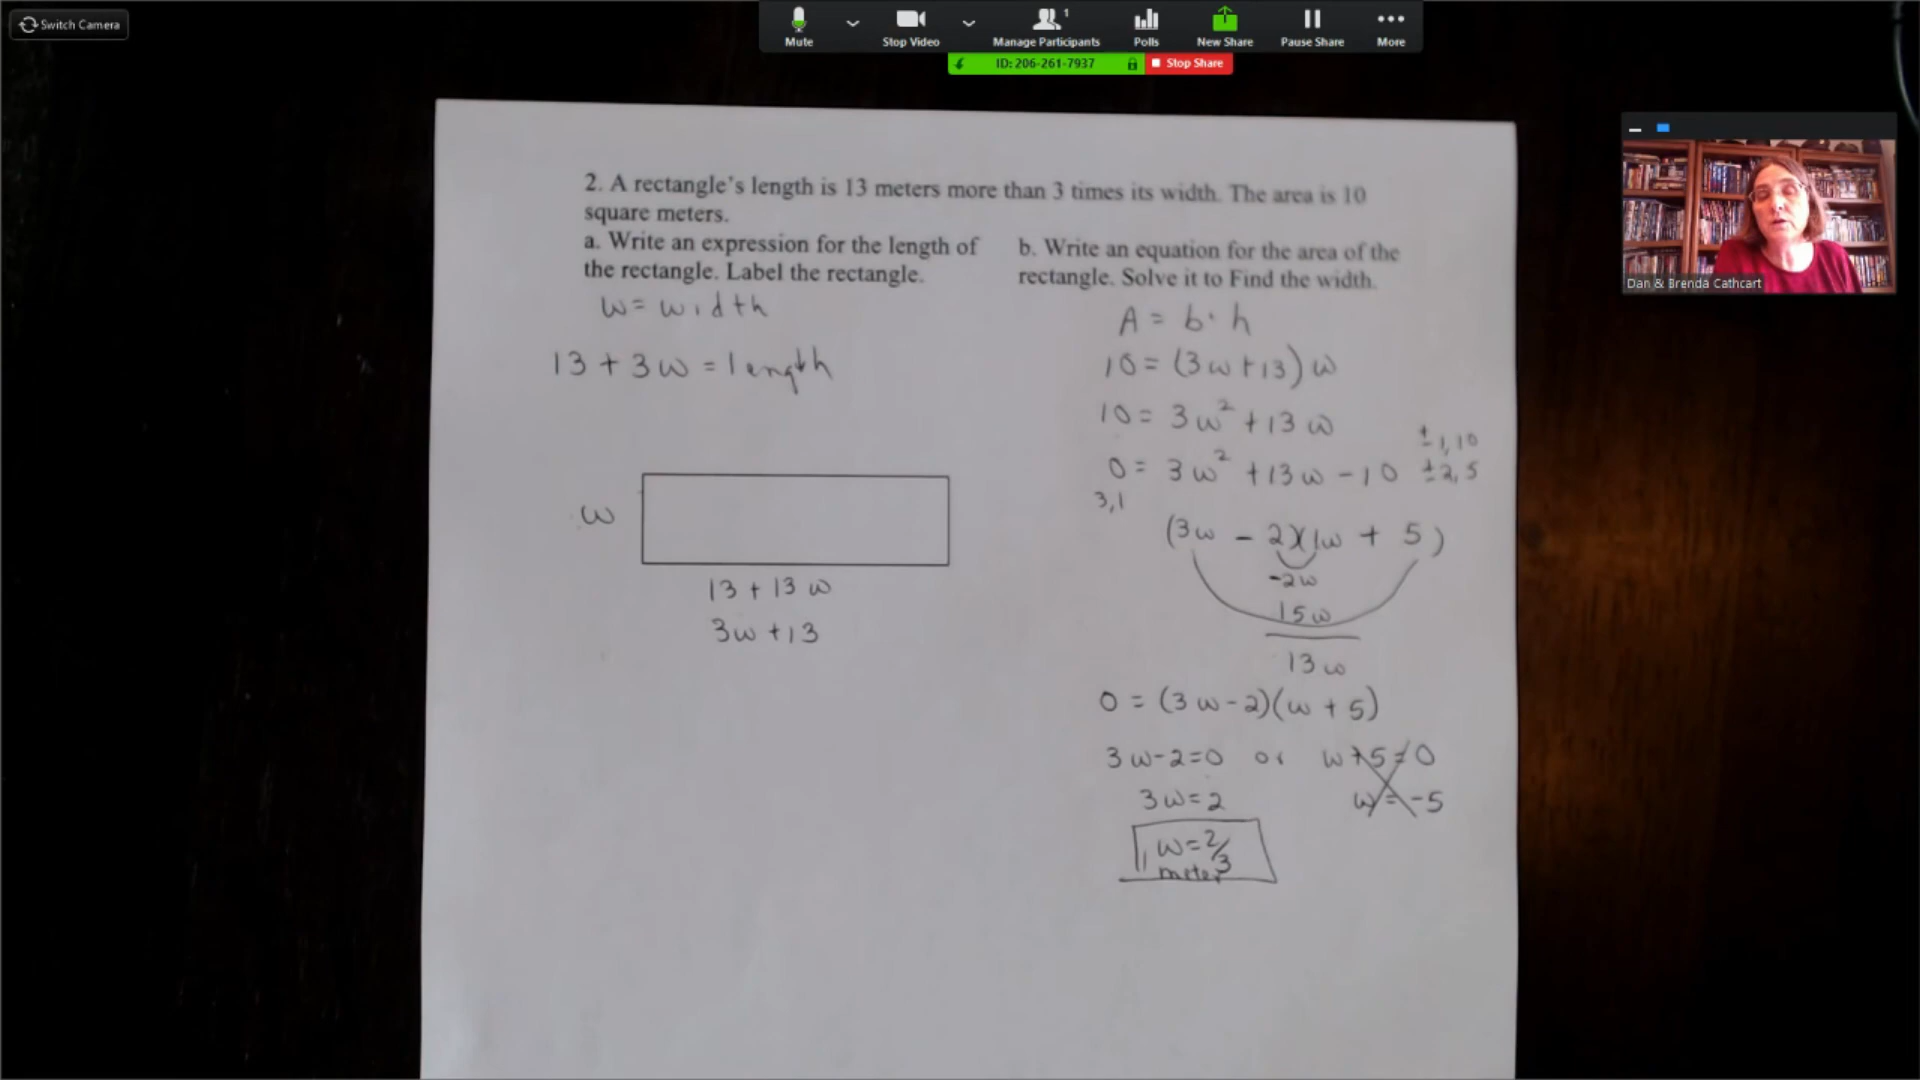 Switch Camera
Mute
Stop Video
Manage Participants
1
Polls
New Share
Pause Share
More
ID: 206-261-7937
Stop Share
Dan & Brenda Cathcart
2. A rectangle's length is 13 meters more than 3 times its width. The area is 10
square meters.
a. Write an expression for the length of
the rectangle. Label the rectangle.
w = width
13 + 3w = length
w
13 + 13 w
3w + 13
b. Write an equation for the area of the
rectangle. Solve it to Find the width.
A = b · h
10 = (3w + 13) w
10 = 3w² + 13 w
± 1, 10
0 = 3w² + 13w - 10 ± 2, 5
3, 1
(3w - 2)(1w + 5)
-2w
15w
13w
0 = (3w - 2)(w + 5)
3w - 2 = 0 or w + 5 = 0
3w = 2 w = -5
w = 2/3
meter